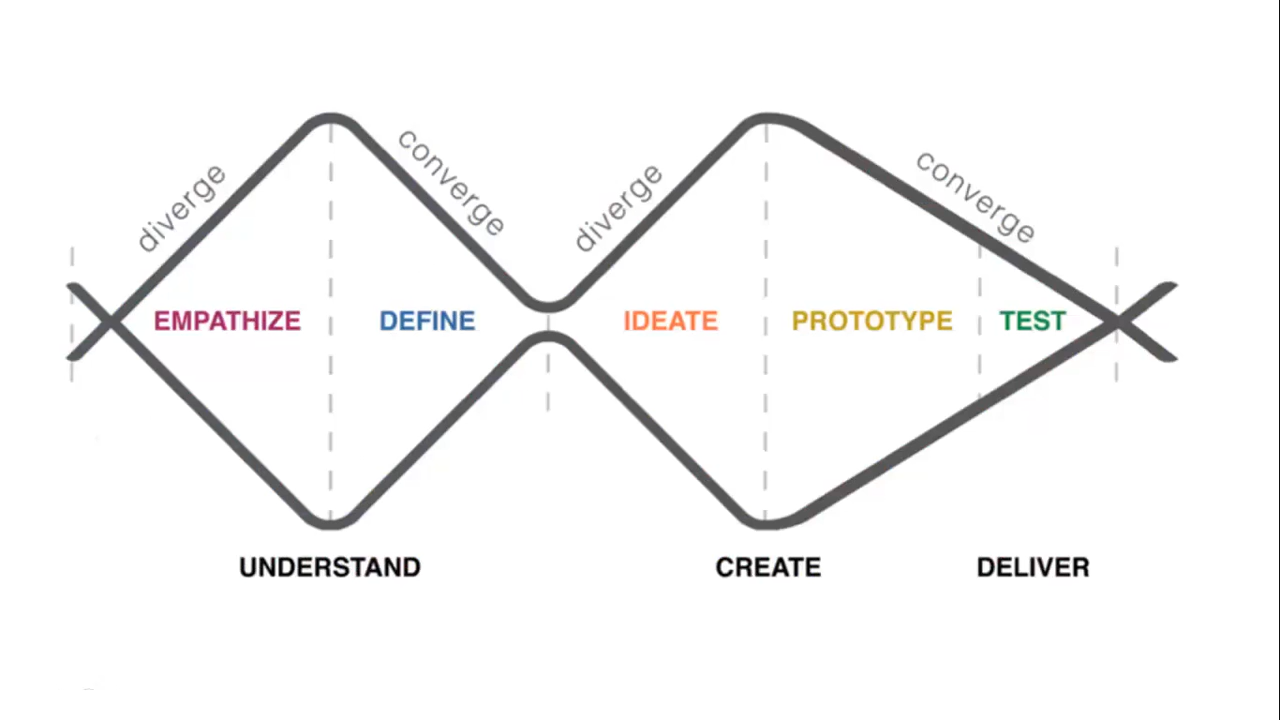 diverge
converge
diverge
converge
EMPATHIZE
DEFINE
IDEATE
PROTOTYPE
TEST
UNDERSTAND
CREATE
DELIVER